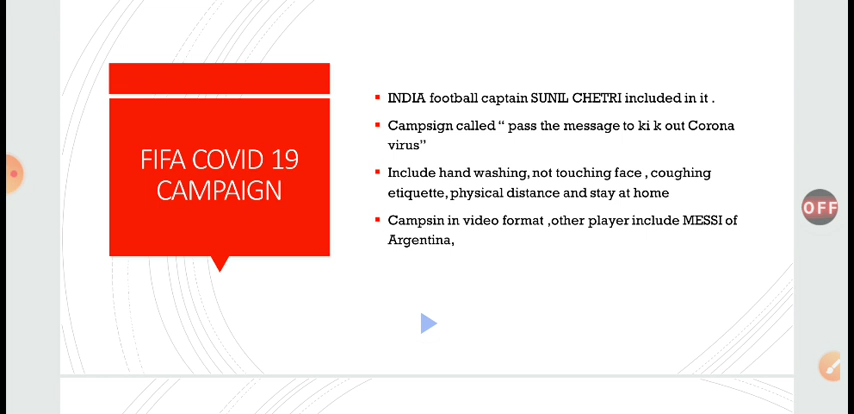 FIFA COVID 19
CAMPAIGN
INDIA football captain SUNIL CHETRI included in it .
Campsign called “ pass the message to ki k out Corona
virus”
Include hand washing, not touching face , coughing
etiquette, physical distance and stay at home
Campsin in video format ,other player include MESSI of
Argentina,
OFF